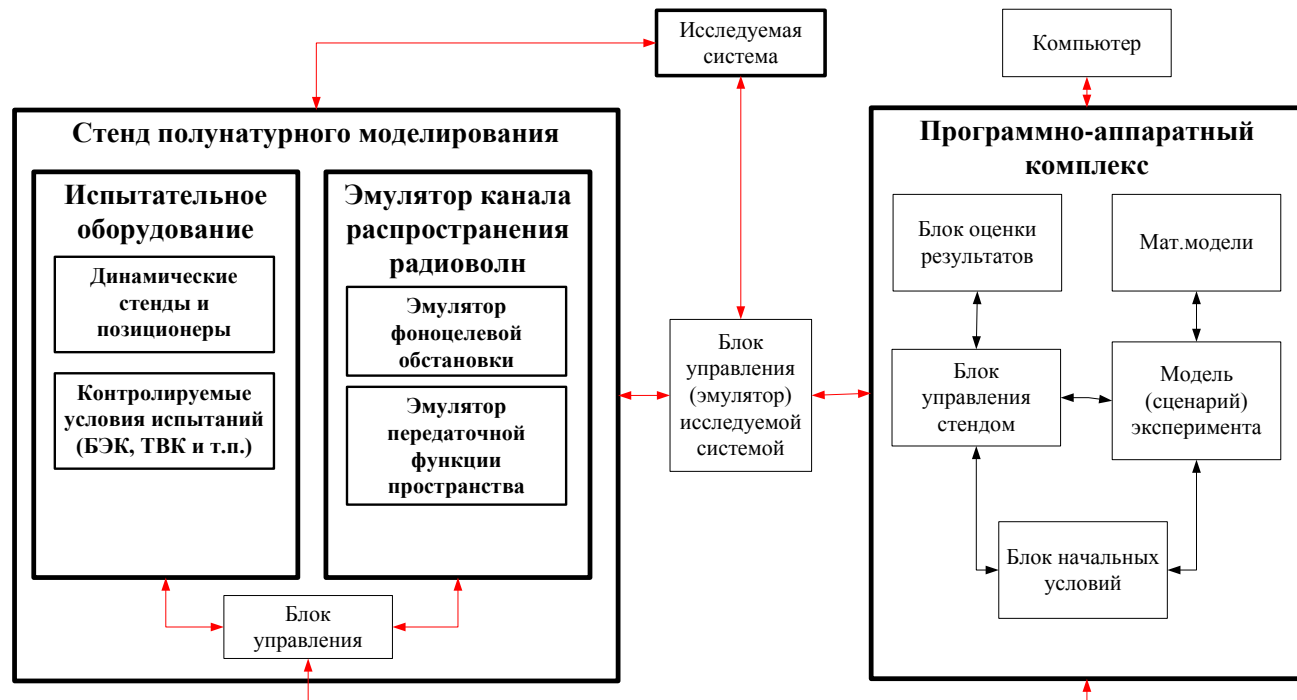 Исследуемая
система
Компьютер
Стенд полунатурного моделирования
Испытательное
оборудование
Динамические
стенды и
позиционеры
Контролируемые
условия испытаний
(БЭК, ТВК и т.п.)
Эмулятор канала
распространения
радиоволн
Эмулятор
фоноцелевой
обстановки
Эмулятор
передаточной
функции
пространства
Блок
управления
Блок
управления
(эмулятор)
исследуемой
системой
Программно-аппаратный
комплекс
Блок оценки
результатов
Мат.модели
Блок
управления
стендом
Модель
(сценарий)
эксперимента
Блок начальных
условий